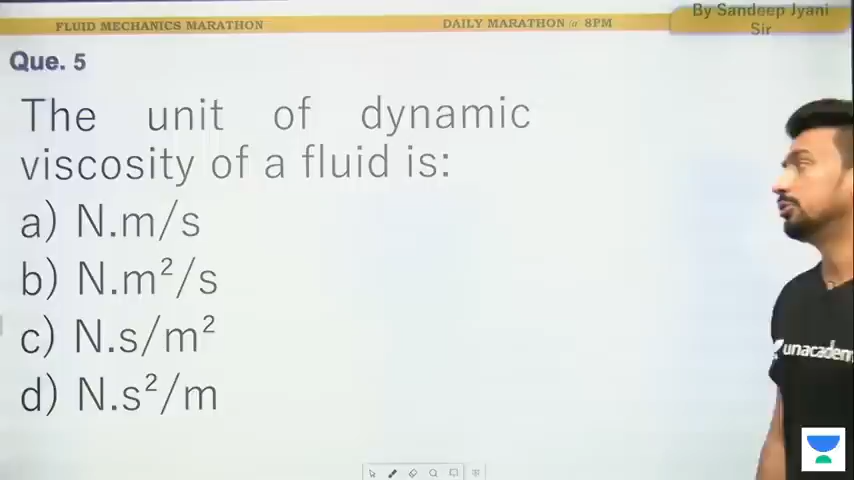 FLUID MECHANICS MARATHON
DAILY MARATHON @ 8PM
By Sandeep Jyani
Sir
Que. 5
The unit of dynamic
viscosity of a fluid is:
a) N.m/s
b) N.m²/s
c) N.s/m²
d) N.s²/m
unacadem